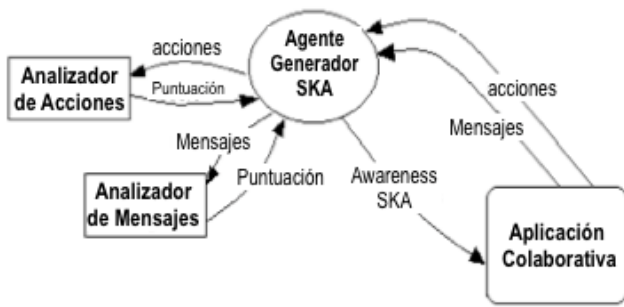 Agente
Generador
SKA
acciones
Analizador
de Acciones
Puntuación
acciones
Mensajes
Mensajes
Puntuación
Awareness
SKA
Analizador
de Mensajes
Aplicación
Colaborativa